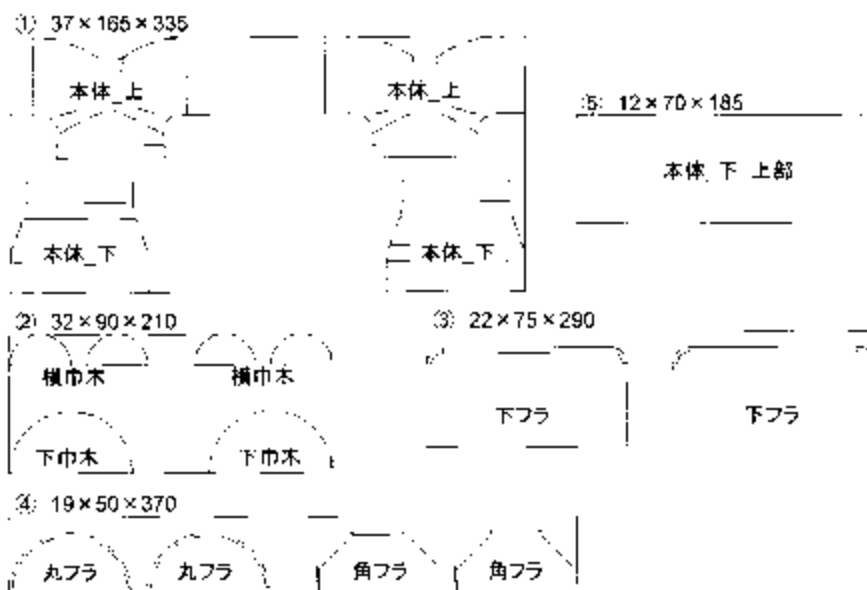 ① 37×165×335
本体_上
本体_上
本体_下
本体_下
⑤ 12×70×185
本体_下_上部
② 32×90×210
横巾木
横巾木
下巾木
下巾木
③ 22×75×290
下フラ
下フラ
④ 19×50×370
丸フラ
丸フラ
角フラ
角フラ